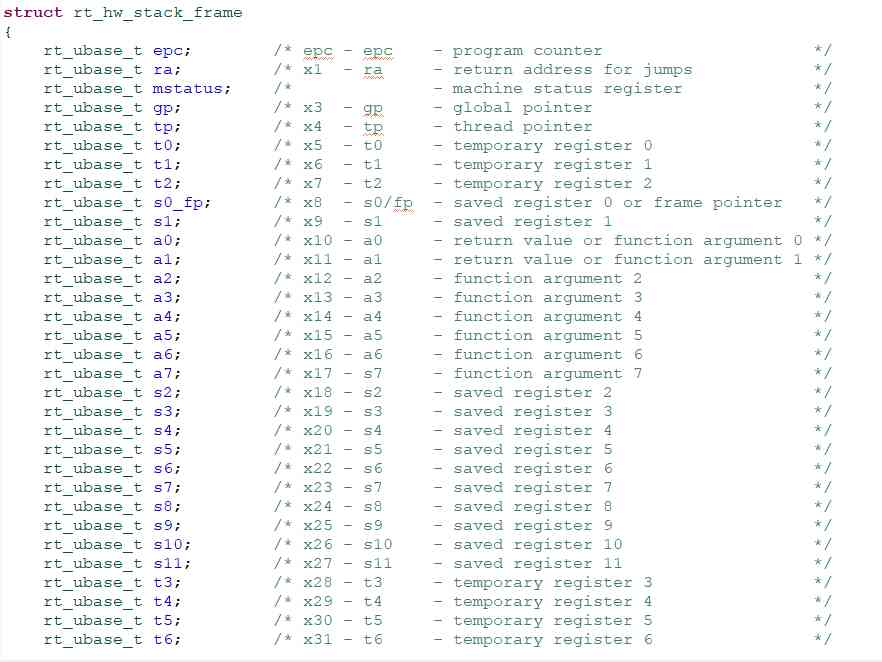 struct rt_hw_stack_frame
{
    rt_ubase_t epc;        /* epc - epc    - program counter                     */
    rt_ubase_t ra;         /* x1  - ra     - return address for jumps            */
    rt_ubase_t mstatus;    /*              - machine status register             */
    rt_ubase_t gp;         /* x3  - gp     - global pointer                      */
    rt_ubase_t tp;         /* x4  - tp     - thread pointer                      */
    rt_ubase_t t0;         /* x5  - t0     - temporary register 0                */
    rt_ubase_t t1;         /* x6  - t1     - temporary register 1                */
    rt_ubase_t t2;         /* x7  - t2     - temporary register 2                */
    rt_ubase_t s0_fp;      /* x8  - s0/fp  - saved register 0 or frame pointer   */
    rt_ubase_t s1;         /* x9  - s1     - saved register 1                    */
    rt_ubase_t a0;         /* x10 - a0     - return value or function argument 0 */
    rt_ubase_t a1;         /* x11 - a1     - return value or function argument 1 */
    rt_ubase_t a2;         /* x12 - a2     - function argument 2                 */
    rt_ubase_t a3;         /* x13 - a3     - function argument 3                 */
    rt_ubase_t a4;         /* x14 - a4     - function argument 4                 */
    rt_ubase_t a5;         /* x15 - a5     - function argument 5                 */
    rt_ubase_t a6;         /* x16 - a6     - function argument 6                 */
    rt_ubase_t a7;         /* x17 - s7     - function argument 7                 */
    rt_ubase_t s2;         /* x18 - s2     - saved register 2                    */
    rt_ubase_t s3;         /* x19 - s3     - saved register 3                    */
    rt_ubase_t s4;         /* x20 - s4     - saved register 4                    */
    rt_ubase_t s5;         /* x21 - s5     - saved register 5                    */
    rt_ubase_t s6;         /* x22 - s6     - saved register 6                    */
    rt_ubase_t s7;         /* x23 - s7     - saved register 7                    */
    rt_ubase_t s8;         /* x24 - s8     - saved register 8                    */
    rt_ubase_t s9;         /* x25 - s9     - saved register 9                    */
    rt_ubase_t s10;        /* x26 - s10    - saved register 10                   */
    rt_ubase_t s11;        /* x27 - s11    - saved register 11                   */
    rt_ubase_t t3;         /* x28 - t3     - temporary register 3                */
    rt_ubase_t t4;         /* x29 - t4     - temporary register 4                */
    rt_ubase_t t5;         /* x30 - t5     - temporary register 5                */
    rt_ubase_t t6;         /* x31 - t6     - temporary register 6                */